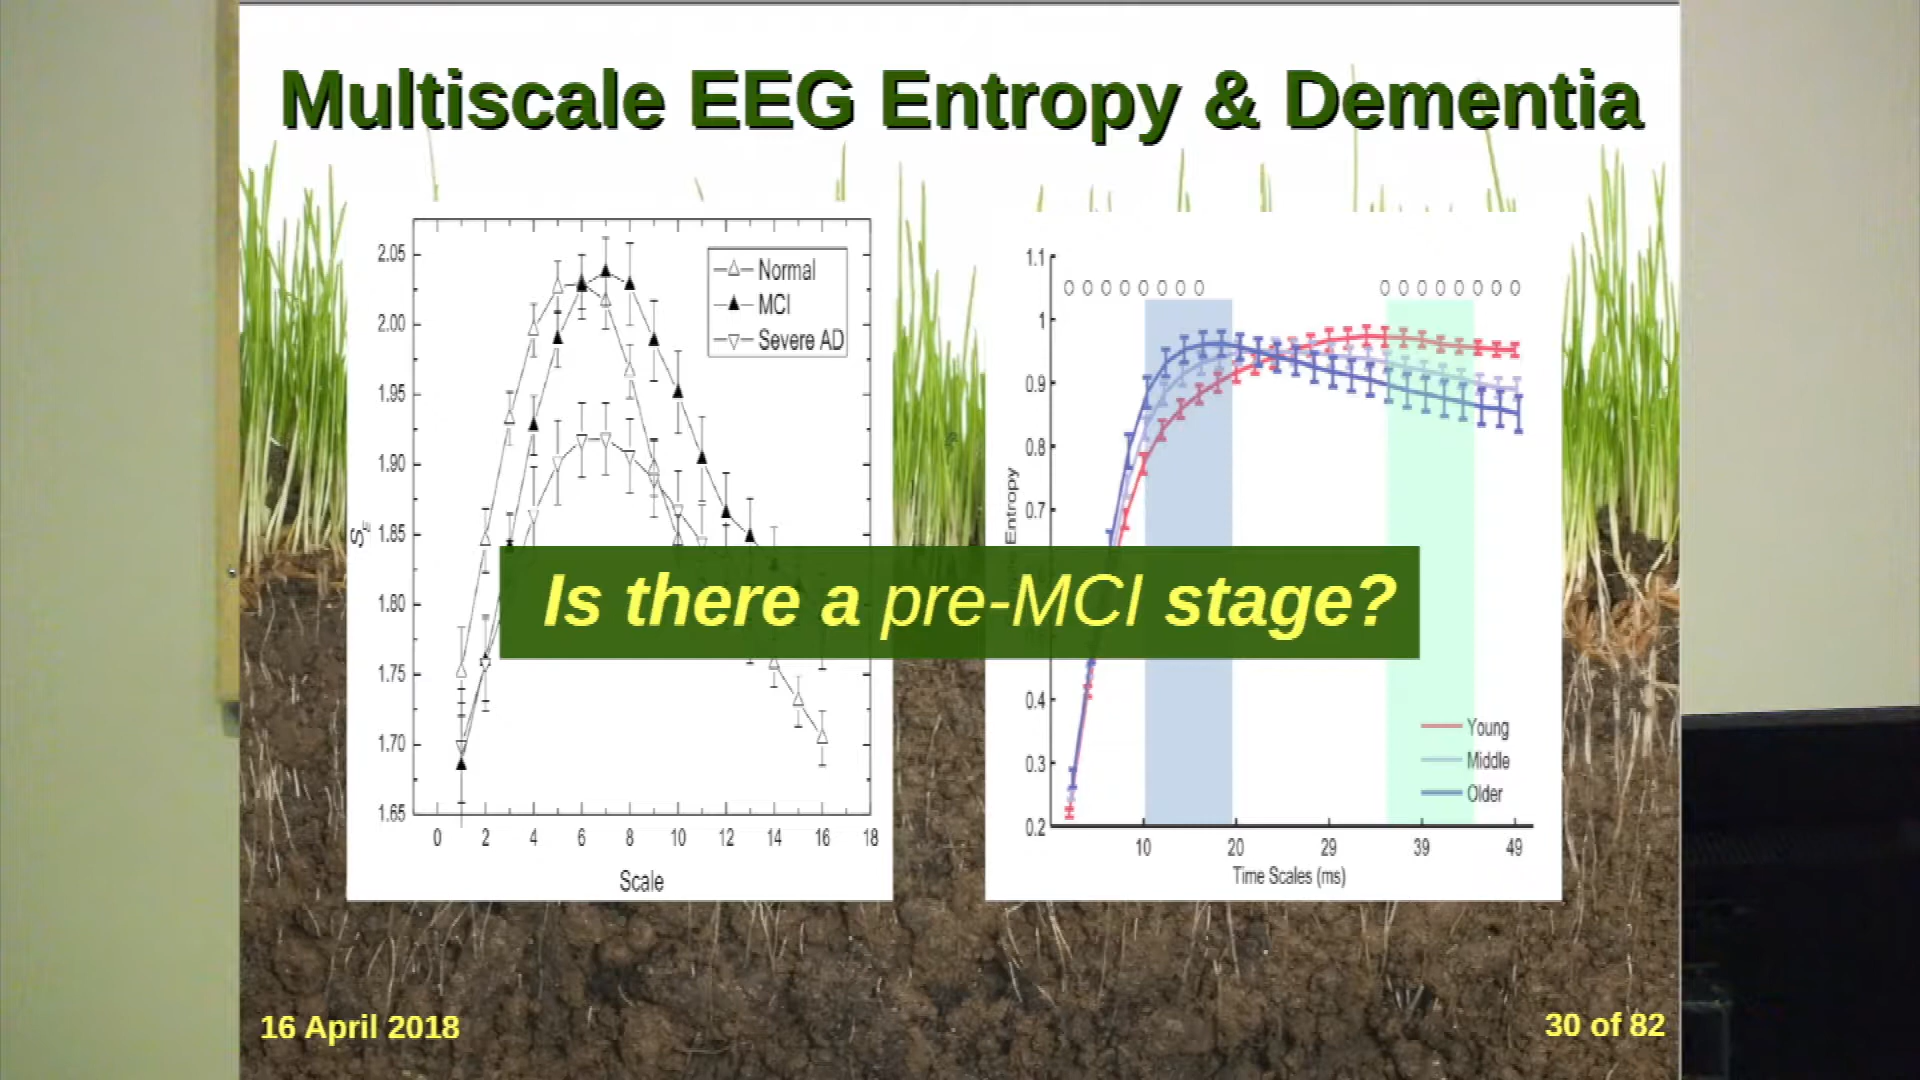 Multiscale EEG Entropy & Dementia
2.05
2.00
1.95
1.90
1.85
1.80
1.75
1.70
1.65
S_E
Normal
MCI
Severe AD
0 2 4 6 8 10 12 14 16 18
Scale
1.1
1
0.9
0.8
0.7
0.4
0.3
0.2
Entropy
o o o o o o o o
o o o o o o o o
Young
Middle
Older
10 20 29 39 49
Time Scales (ms)
Is there a pre-MCI stage?
16 April 2018
30 of 82